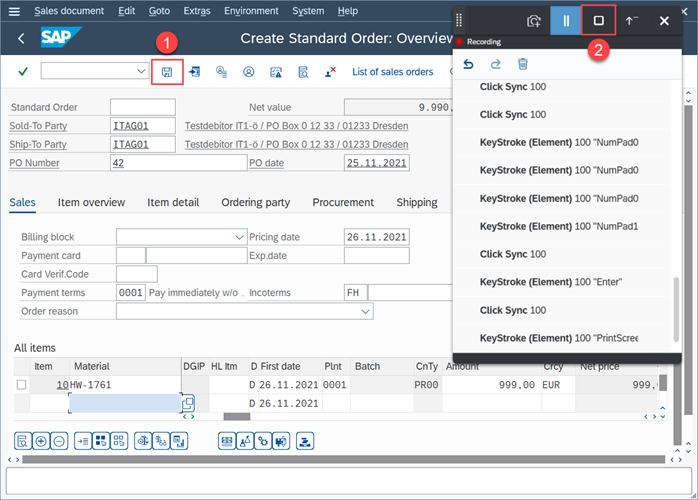 Sales document Edit Goto Extras Environment System Help
SAP
Create Standard Order: Overview
1
List of sales orders
Standard Order
Net value
9.990,
Sold-To Party
ITAG01
Testdebitor IT1-ö / PO Box 0 12 33 / 01233 Dresden
Ship-To Party
ITAG01
Testdebitor IT1-ö / PO Box 0 12 33 / 01233 Dresden
PO Number
42
PO date
25.11.2021
Sales Item overview Item detail Ordering party Procurement Shipping
Billing block
Pricing date
26.11.2021
Payment card
Exp.date
Card Verif.Code
Payment terms
0001
Pay immediately w/o ..
Incoterms
FH
Order reason
All items
Item Material DGIP HL Itm D First date Plnt Batch CnTy Amount Crcy Net price
10 HW-1761 D 26.11.2021 0001 PR00 999,00 EUR 999,
D 26.11.2021
2
Recording
Click Sync 100
Click Sync 100
KeyStroke (Element) 100 "NumPad0
KeyStroke (Element) 100 "NumPad0
KeyStroke (Element) 100 "NumPad0
KeyStroke (Element) 100 "NumPad1
Click Sync 100
KeyStroke (Element) 100 "Enter"
Click Sync 100
KeyStroke (Element) 100 "PrintScree